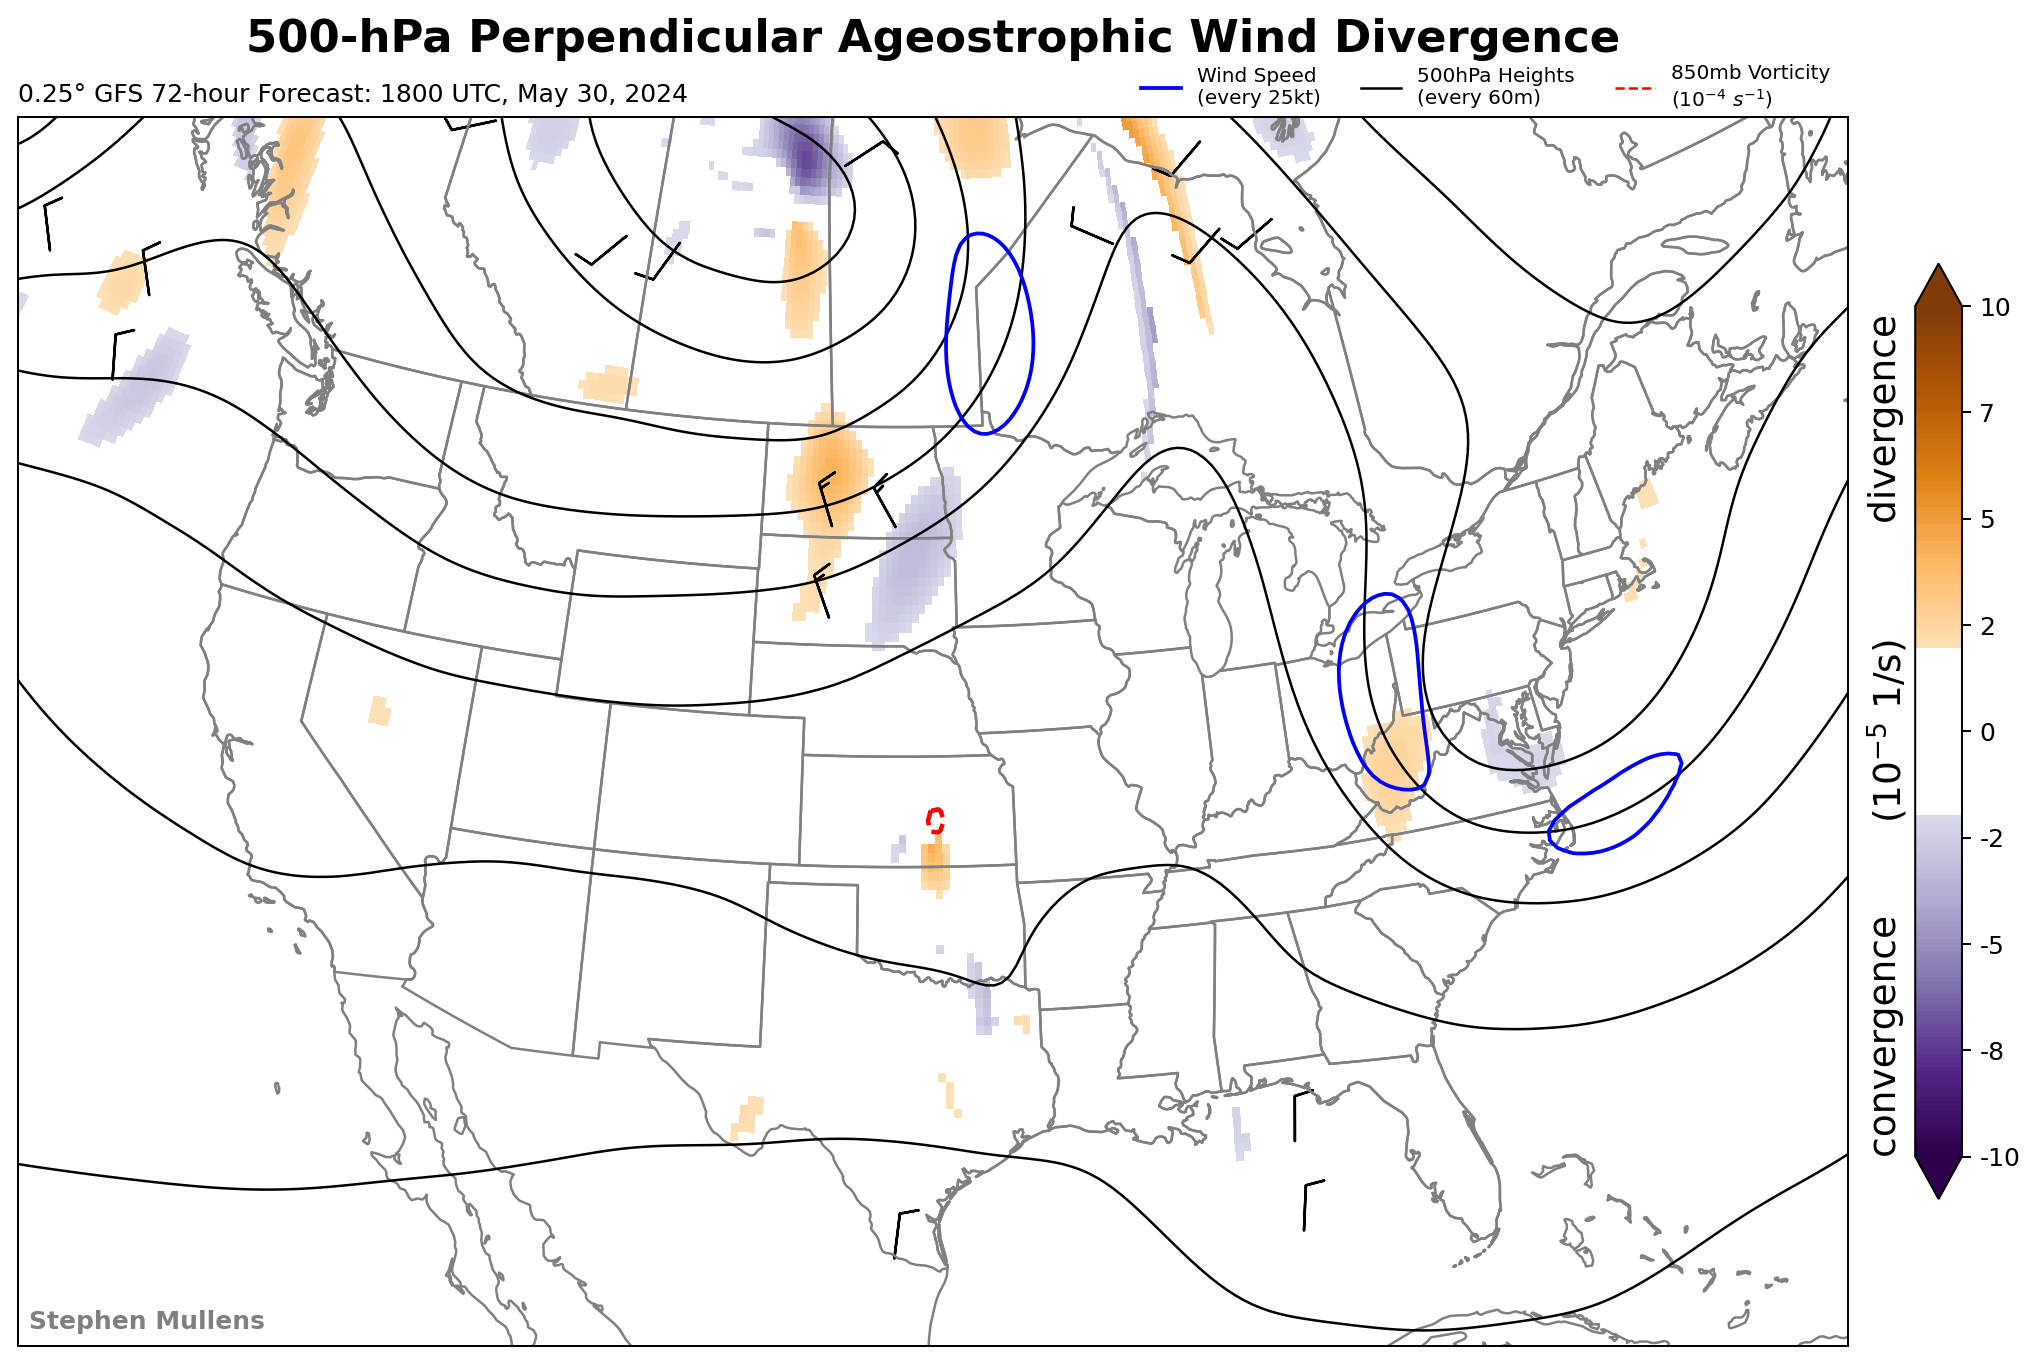 500-hPa Perpendicular Ageostrophic Wind Divergence
0.25° GFS 72-hour Forecast: 1800 UTC, May 30, 2024
Wind Speed
(every 25kt)
500hPa Heights
(every 60m)
850mb Vorticity
(10⁻⁴ s⁻¹)
10
7
5
2
0
-2
-5
-8
-10
convergence (10⁻⁵ 1/s) divergence
Stephen Mullens